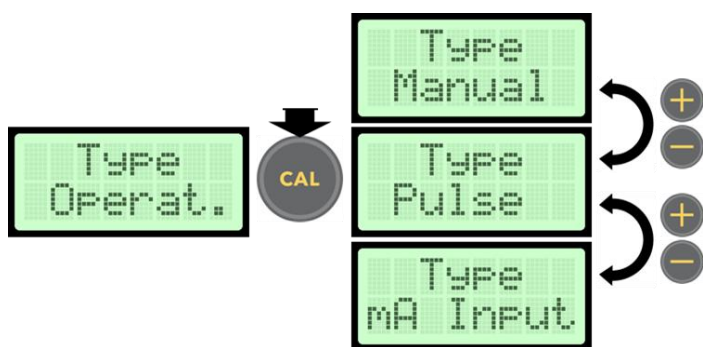 Type
Operat.
CAL
Type
Manual
+
−
Type
Pulse
+
−
Type
mA Input